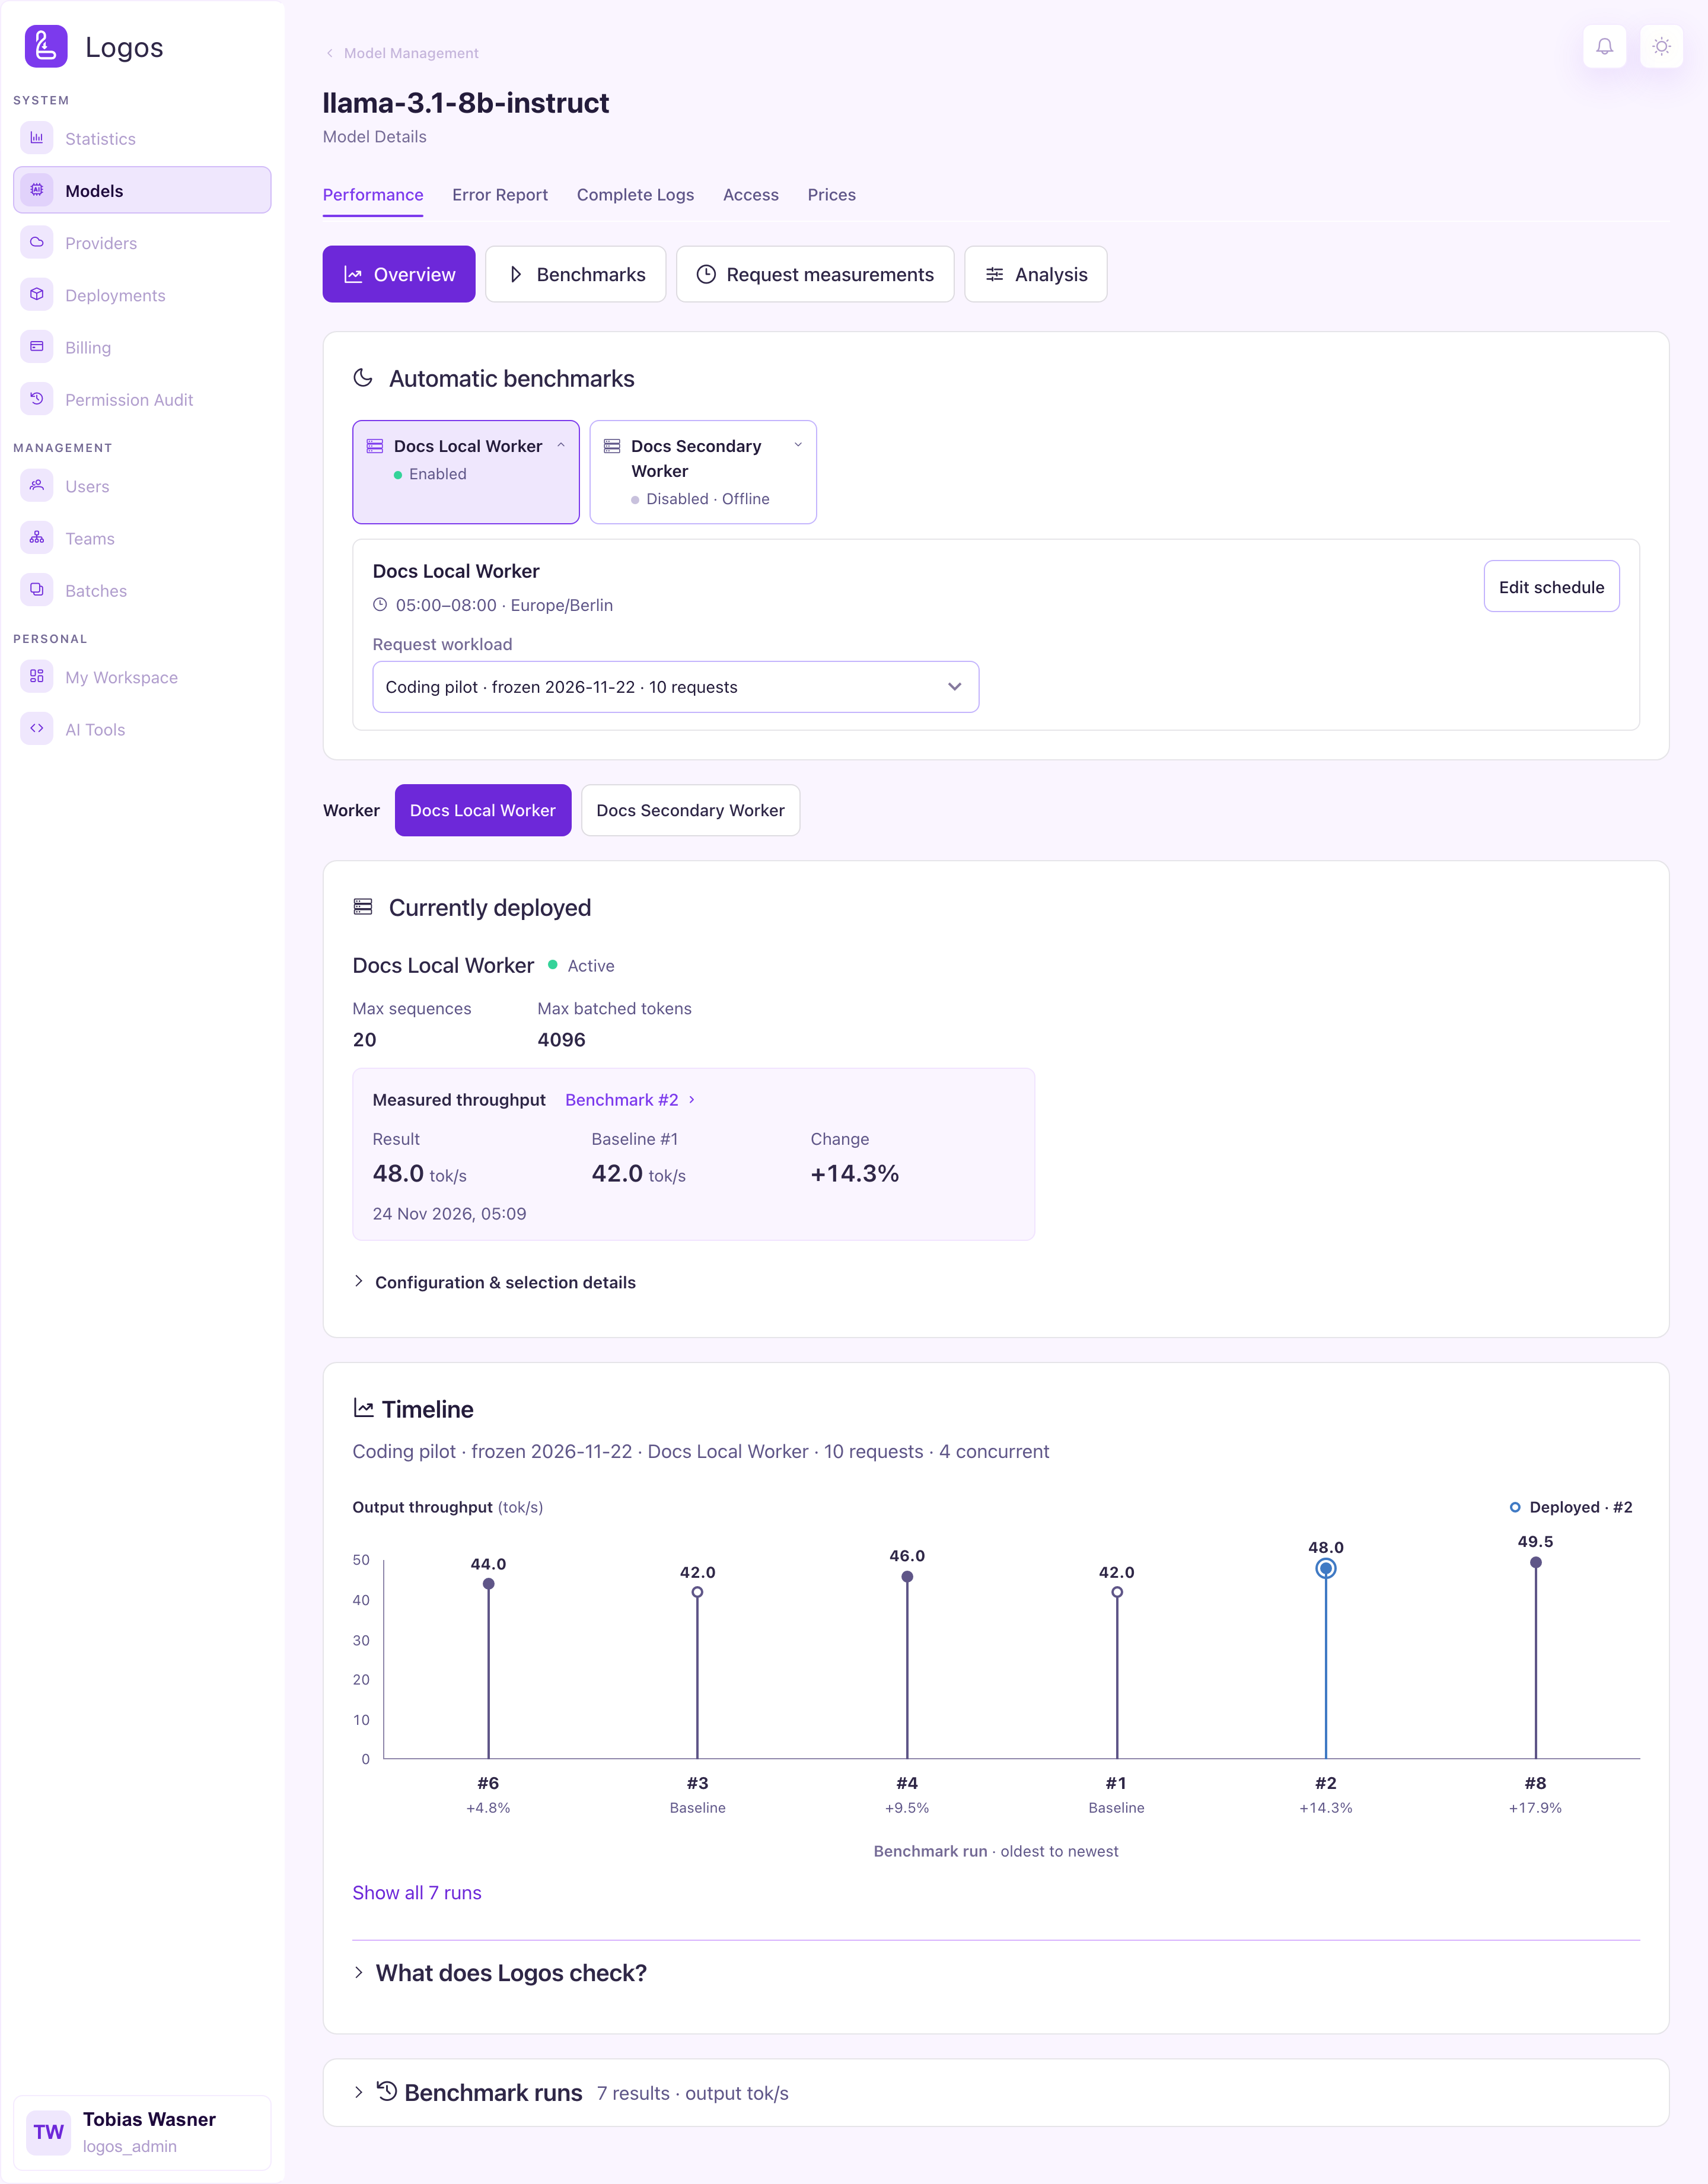 Logos
SYSTEM
Statistics
Models
Providers
Deployments
Billing
Permission Audit
MANAGEMENT
Users
Teams
Batches
PERSONAL
My Workspace
AI Tools
TW
Tobias Wasner
logos_admin
Model Management
llama-3.1-8b-instruct
Model Details
Performance
Error Report
Complete Logs
Access
Prices
Overview
Benchmarks
Request measurements
Analysis
Automatic benchmarks
Docs Local Worker
Enabled
Docs Secondary
Worker
Disabled · Offline
Docs Local Worker
05:00–08:00 · Europe/Berlin
Edit schedule
Request workload
Coding pilot · frozen 2026-11-22 · 10 requests
Worker
Docs Local Worker
Docs Secondary Worker
Currently deployed
Docs Local Worker
Active
Max sequences
20
Max batched tokens
4096
Measured throughput
Benchmark #2
Result
48.0 tok/s
Baseline #1
42.0 tok/s
Change
+14.3%
24 Nov 2026, 05:09
Configuration & selection details
Timeline
Coding pilot · frozen 2026-11-22 · Docs Local Worker · 10 requests · 4 concurrent
Output throughput (tok/s)
Deployed · #2
50
40
30
20
10
0
44.0
42.0
46.0
42.0
48.0
49.5
#6
+4.8%
#3
Baseline
#4
+9.5%
#1
Baseline
#2
+14.3%
#8
+17.9%
Benchmark run · oldest to newest
Show all 7 runs
What does Logos check?
Benchmark runs
7 results · output tok/s